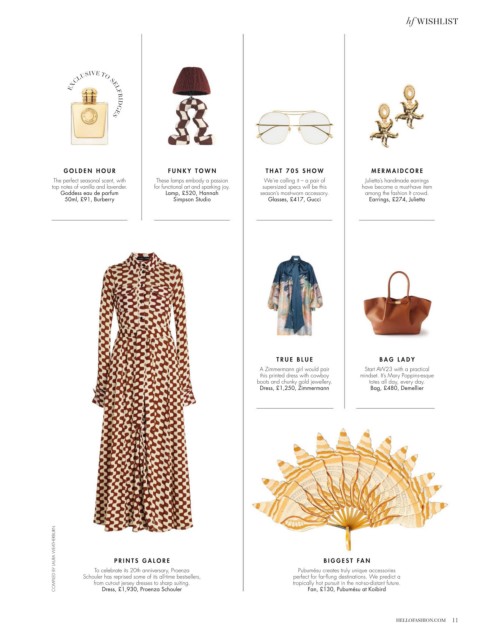 hf WISHLIST
EXCLUSIVE TO SELFRIDGES
GOLDEN HOUR
The perfect seasonal scent, with
top notes of vanilla and lavender.
Goddess eau de parfum
50ml, £91, Burberry
FUNKY TOWN
These lamps embody a passion
for functional art and sparking joy.
Lamp, £520, Hannah
Simpson Studio
THAT 70S SHOW
We're calling it – a pair of
supersized specs will be this
season's must-worn accessory.
Glasses, £417, Gucci
MERMAIDCORE
Julietta's handmade earrings
have become a must-have item
among the fashion it crowd.
Earrings, £274, Julietta
TRUE BLUE
A Zimmermann girl would pair
this printed dress with cowboy
boots and chunky gold jewellery.
Dress, £1,250, Zimmermann
BAG LADY
Start AW23 with a practical
mindset. It's Mary Poppinsesque
totes all day, every day.
Bag, £480, Demellier
PRINTS GALORE
To celebrate its 20th anniversary, Proenza
Schouler has reprised some of its all-time bestsellers,
from cut-out jersey dresses to sharp suiting.
Dress, £1,930, Proenza Schouler
BIGGEST FAN
Pubumésu creates truly unique accessories
perfect for far-flung destinations. We predict a
tropically hot pursuit in the not-so-distant future.
Fan, £130, Pubumésu at Koibird
COMPILED BY LAURA
HELLOFASHION.COM 11